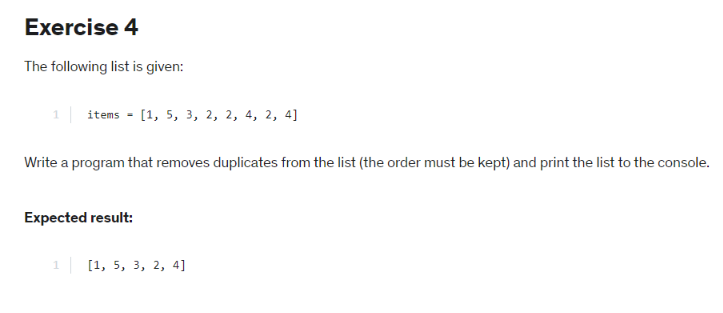 Exercise 4
The following list is given:
1 items = [1, 5, 3, 2, 2, 4, 2, 4]
Write a program that removes duplicates from the list (the order must be kept) and print the list to the console.
Expected result:
1 [1, 5, 3, 2, 4]